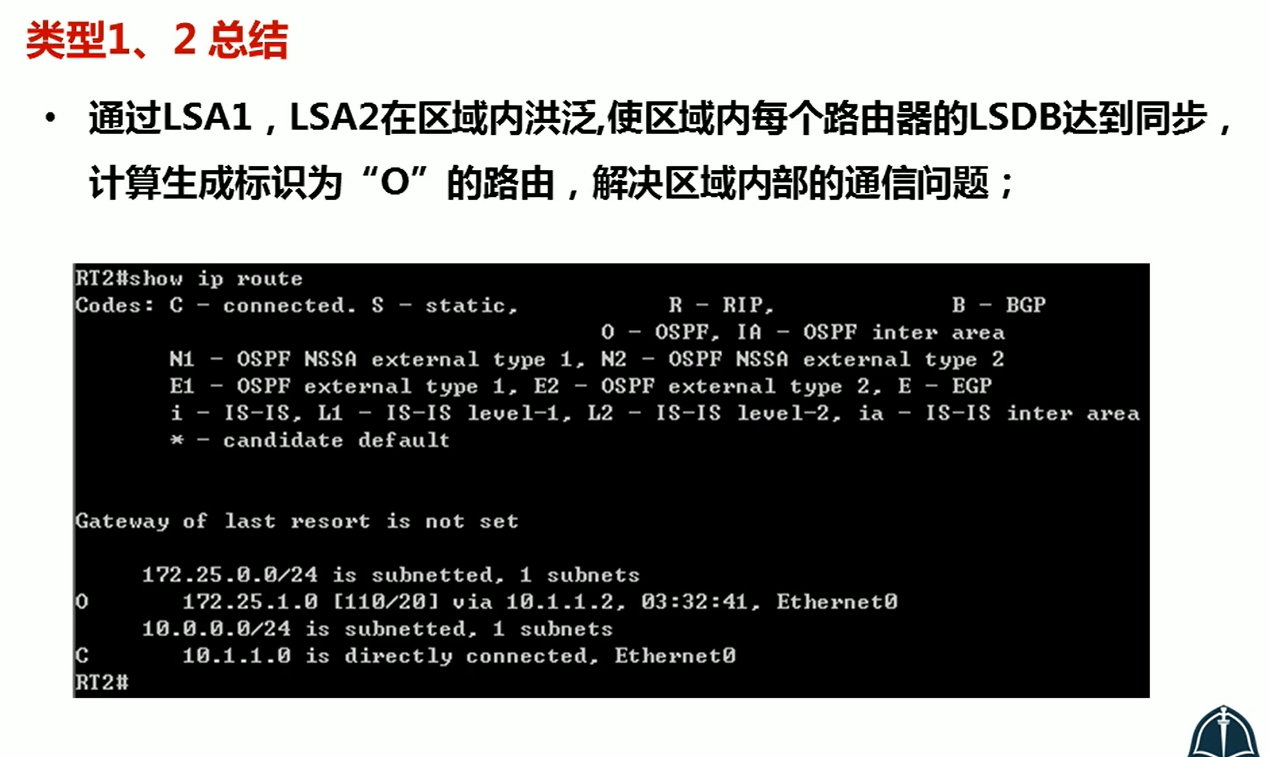 类型1、2 总结
• 通过LSA1，LSA2在区域内洪泛,使区域内每个路由器的LSDB达到同步，
计算生成标识为“O”的路由，解决区域内部的通信问题；
RT2#show ip route
Codes: C - connected. S - static, R - RIP, B - BGP
O - OSPF, IA - OSPF inter area
N1 - OSPF NSSA external type 1, N2 - OSPF NSSA external type 2
E1 - OSPF external type 1, E2 - OSPF external type 2, E - EGP
i - IS-IS, L1 - IS-IS level-1, L2 - IS-IS level-2, ia - IS-IS inter area
* - candidate default
Gateway of last resort is not set
172.25.0.0/24 is subnetted, 1 subnets
O 172.25.1.0 [110/20] via 10.1.1.2, 03:32:41, Ethernet0
10.0.0.0/24 is subnetted, 1 subnets
C 10.1.1.0 is directly connected, Ethernet0
RT2#